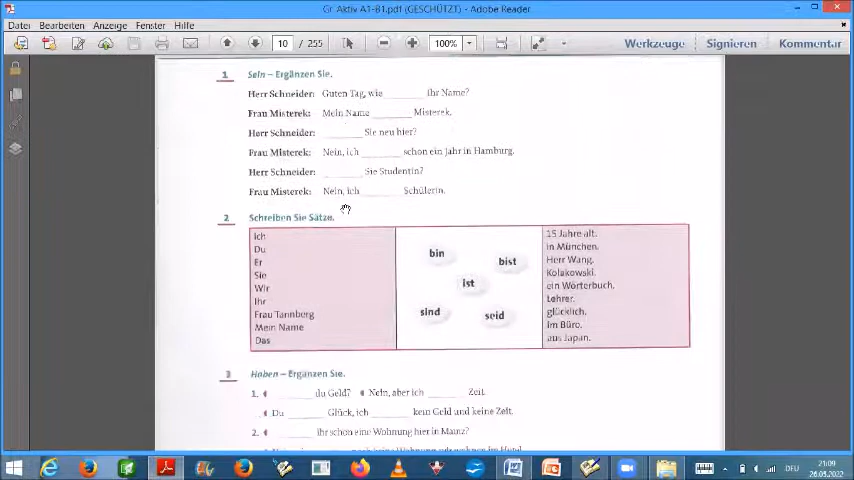 Gr. Aktiv A1-B1.pdf (GESCHÜTZT) - Adobe Reader
Datei Bearbeiten Anzeige Fenster Hilfe
10 / 255 100% Werkzeuge Signieren Kommentar
1 Sein – Ergänzen Sie.
Herr Schneider: Guten Tag, wie ______ Ihr Name?
Frau Misterek: Mein Name ______ Misterek.
Herr Schneider: ______ Sie neu hier?
Frau Misterek: Nein, ich ______ schon ein Jahr in Hamburg.
Herr Schneider: ______ Sie Studentin?
Frau Misterek: Nein, ich ______ Schülerin.
2 Schreiben Sie Sätze.
Ich
Du
Er
Sie
Wir
Ihr
Frau Tannberg
Mein Name
Das
bin
bist
ist
sind
seid
15 Jahre alt.
in München.
Herr Wang.
Kolakowski.
ein Wörterbuch.
Lehrer.
glücklich.
im Büro.
aus Japan.
3 Haben – Ergänzen Sie.
1. ______ du Geld? Nein, aber ich ______ Zeit.
Du ______ Glück, ich ______ kein Geld und keine Zeit.
2. ______ Ihr schon eine Wohnung hier in Mainz?
DEU
21:09
26.03.2022